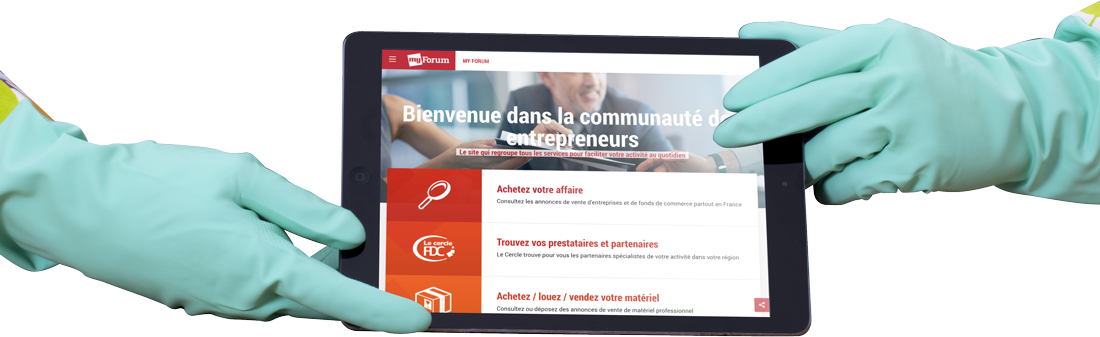 myForum
MY FORUM
Bienvenue dans la communauté
entrepreneurs
Le site qui regroupe tous les services pour faciliter votre activité au quotidien
Achetez votre affaire
Consultez les annonces de vente d'entreprises et de fonds de commerce partout en France
Le cercle
FDC
Trouvez vos prestataires et partenaires
Le Cercle trouve pour vous les partenaires spécialistes de votre activité dans votre région
Achetez / louez / vendez votre matériel
Consultez ou déposez des annonces de vente de matériel professionnel